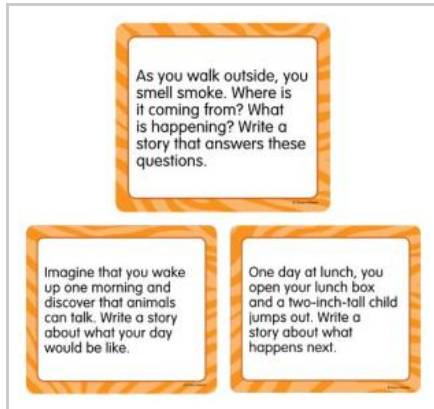 As you walk outside, you
smell smoke. Where is
it coming from? What
is happening? Write a
story that answers these
questions.
Imagine that you wake
up one morning and
discover that animals
can talk. Write a story
about what your day
would be like.
One day at lunch, you
open your lunch box
and a two-inch-tall child
jumps out. Write a
story about what
happens next.